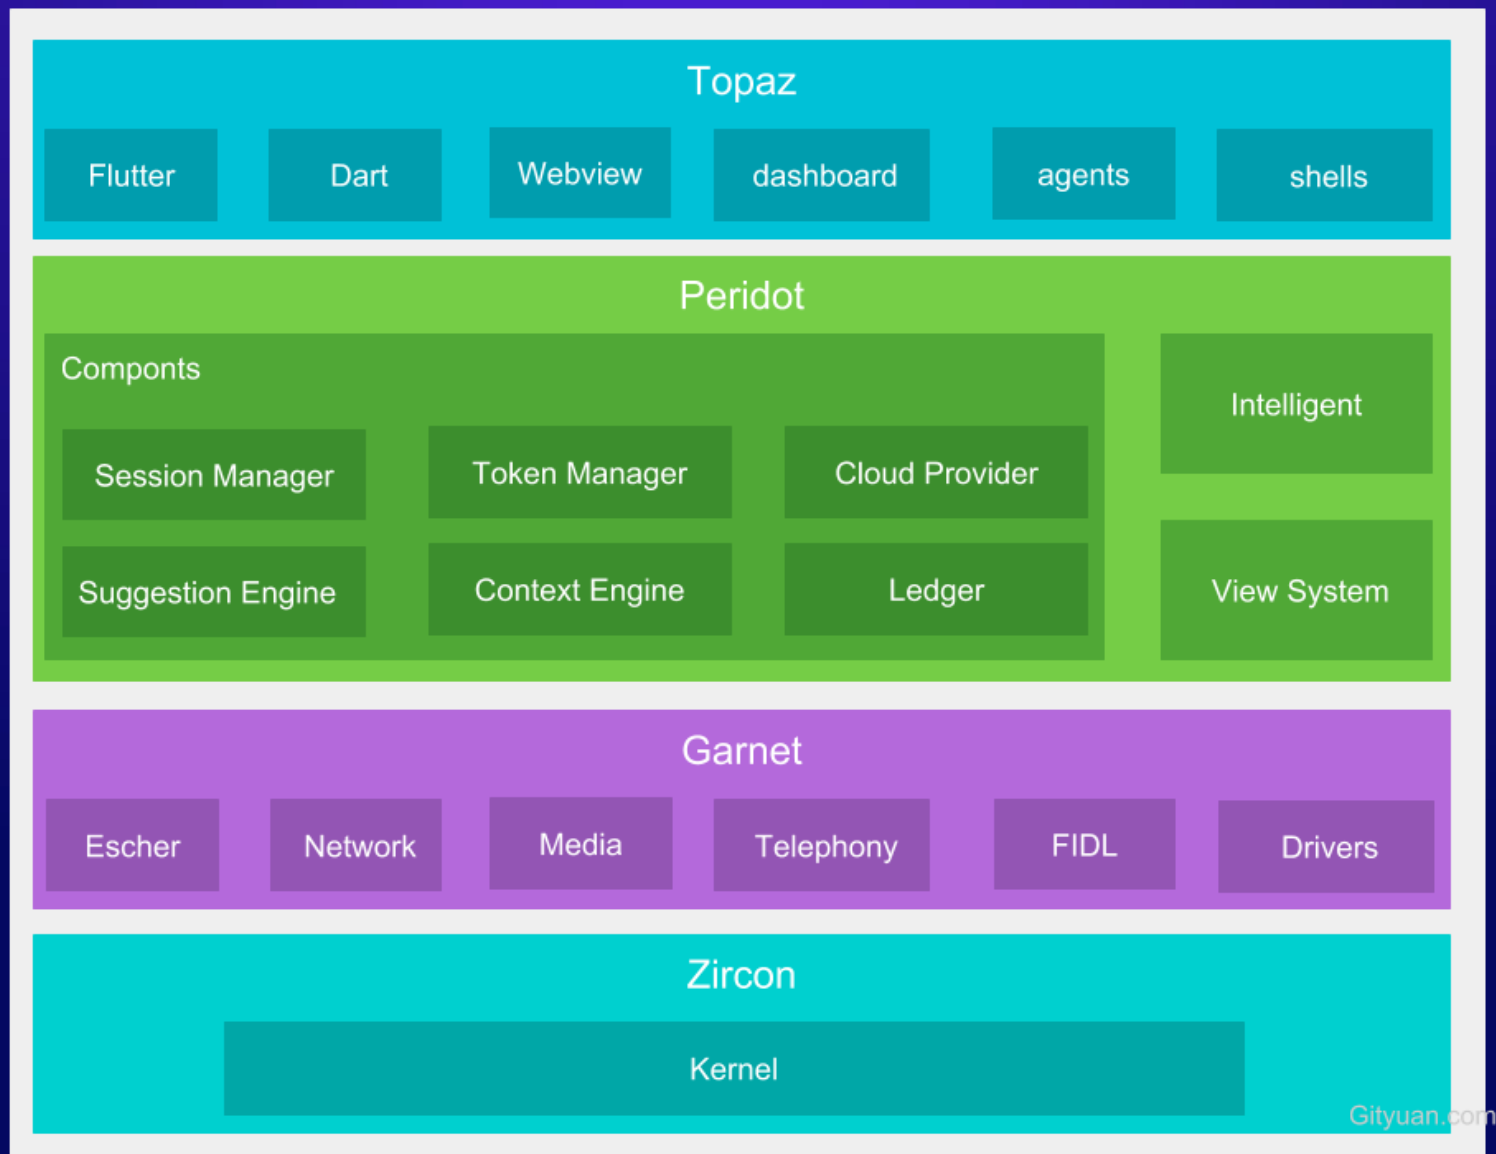 Topaz
Flutter
Dart
Webview
dashboard
agents
shells
Peridot
Componts
Session Manager
Token Manager
Cloud Provider
Suggestion Engine
Context Engine
Ledger
Intelligent
View System
Garnet
Escher
Network
Media
Telephony
FIDL
Drivers
Zircon
Kernel
Gityuan.com